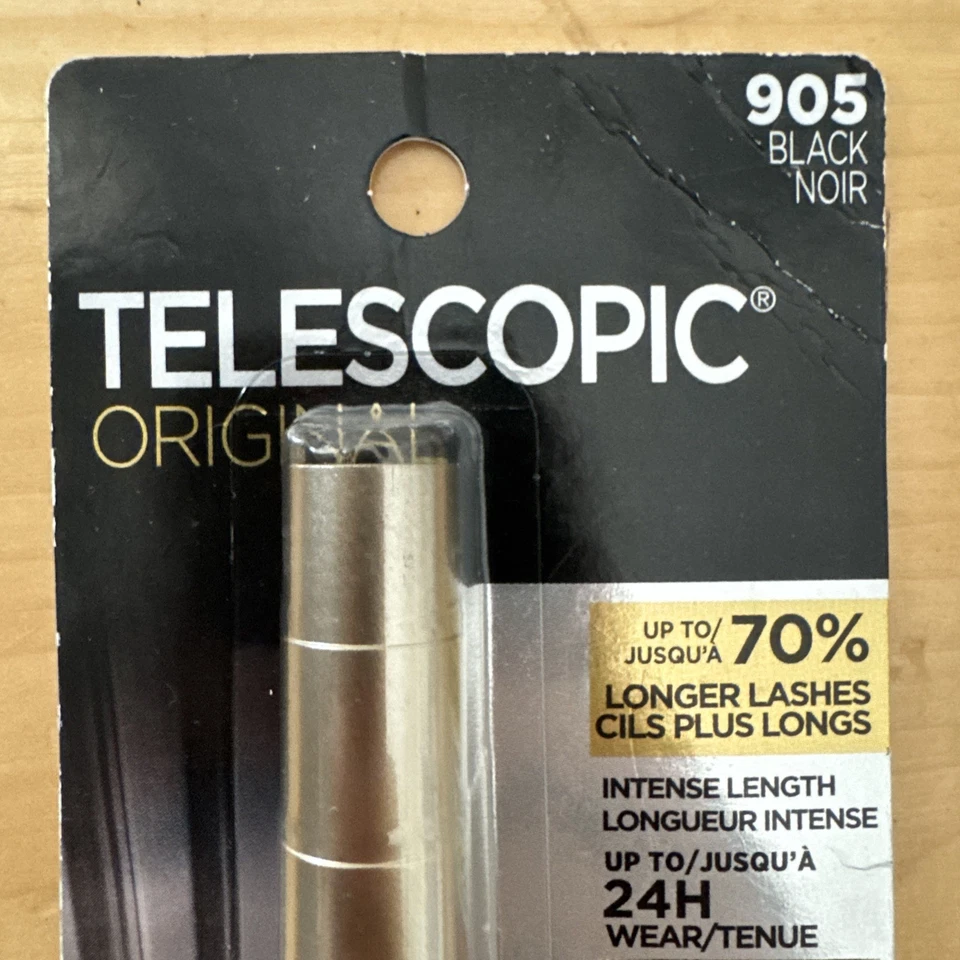 905
BLACK
NOIR
TELESCOPIC®
ORIGINAL
UP TO/
JUSQU'À 70%
LONGER LASHES
CILS PLUS LONGS
INTENSE LENGTH
LONGUEUR INTENSE
UP TO/JUSQU'À
24H
WEAR/TENUE